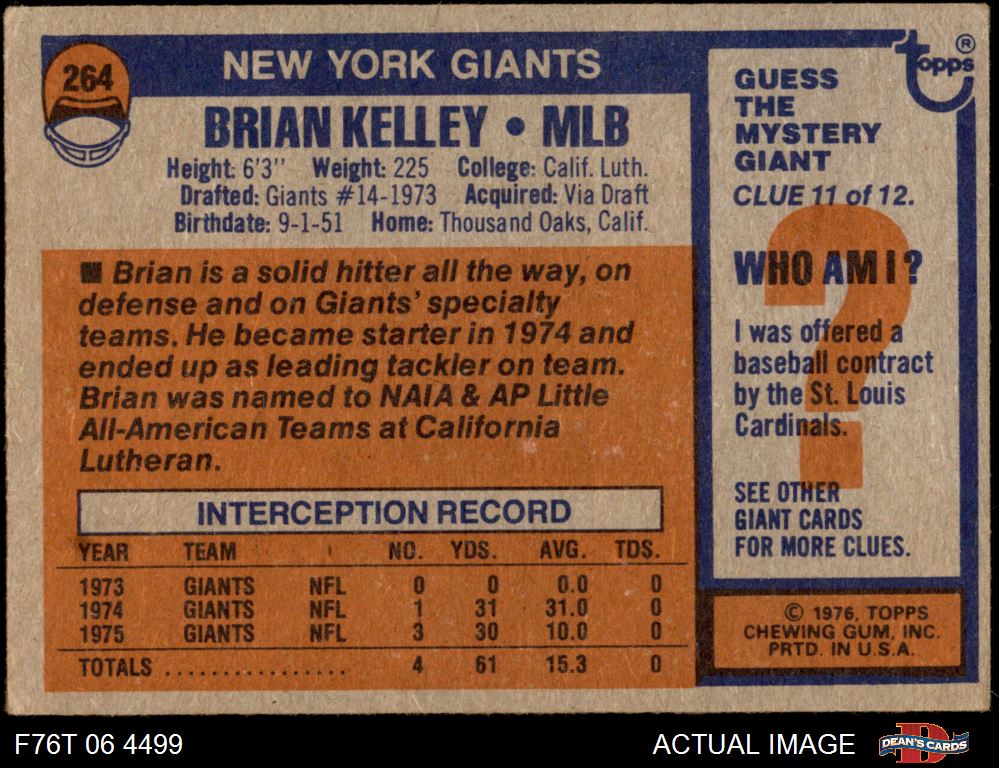 264
NEW YORK GIANTS
BRIAN KELLEY • MLB
Height: 6'3" Weight: 225 College: Calif. Luth.
Drafted: Giants #14-1973 Acquired: Via Draft
Birthdate: 9-1-51 Home: Thousand Oaks, Calif.
■ Brian is a solid hitter all the way, on
defense and on Giants' specialty
teams. He became starter in 1974 and
ended up as leading tackler on team.
Brian was named to NAIA & AP Little
All-American Teams at California
Lutheran.
INTERCEPTION RECORD
YEAR TEAM NO. YDS. AVG. TDS.
1973 GIANTS NFL 0 0 0.0 0
1974 GIANTS NFL 1 31 31.0 0
1975 GIANTS NFL 3 30 10.0 0
TOTALS ................ 4 61 15.3 0
topps ®
GUESS
THE
MYSTERY
GIANT
CLUE 11 of 12.
?
WHO AM I?
I was offered a
baseball contract
by the St. Louis
Cardinals.
SEE OTHER
GIANT CARDS
FOR MORE CLUES.
© 1976, TOPPS
CHEWING GUM, INC.
PRTD. IN U.S.A.
F76T 06 4499
ACTUAL IMAGE
D
DEAN'S CARDS